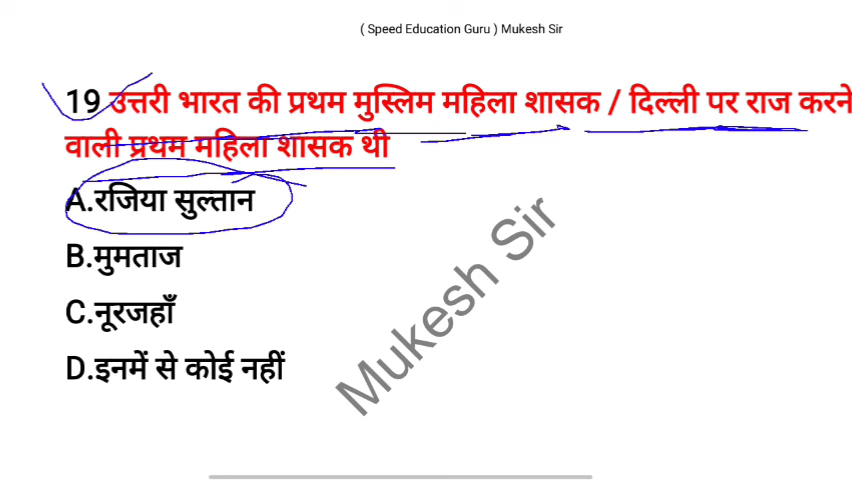 ( Speed Education Guru ) Mukesh Sir
19 उत्तरी भारत की प्रथम मुस्लिम महिला शासक / दिल्ली पर राज करने
वाली प्रथम महिला शासक थी
A.रजिया सुल्तान
B.मुमताज
C.नूरजहाँ
D.इनमें से कोई नहीं
Mukesh Sir